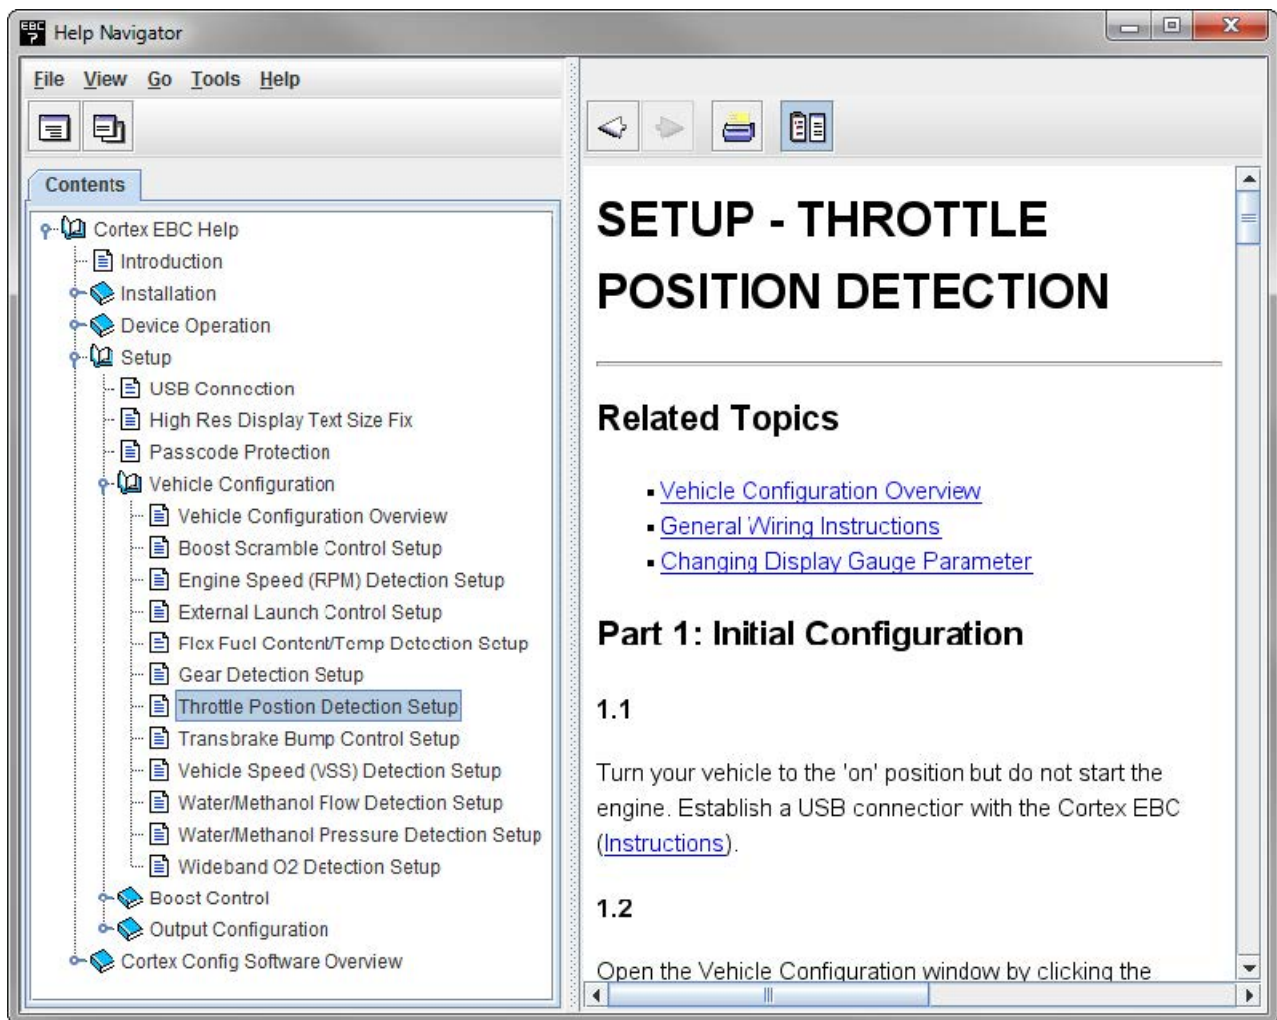 EBC
?
Help Navigator
X
File View Go Tools Help
Contents
Cortex EBC Help
Introduction
Installation
Device Operation
Setup
USB Connection
High Res Display Text Size Fix
Passcode Protection
Vehicle Configuration
Vehicle Configuration Overview
Boost Scramble Control Setup
Engine Speed (RPM) Detection Setup
External Launch Control Setup
Flex Fuel Content/Temp Detection Setup
Gear Detection Setup
Throttle Postion Detection Setup
Transbrake Bump Control Setup
Vehicle Speed (VSS) Detection Setup
Water/Methanol Flow Detection Setup
Water/Methanol Pressure Detection Setup
Wideband O2 Detection Setup
Boost Control
Output Configuration
Cortex Config Software Overview
SETUP - THROTTLE
POSITION DETECTION
Related Topics
Vehicle Configuration Overview
General Wiring Instructions
Changing Display Gauge Parameter
Part 1: Initial Configuration
1.1
Turn your vehicle to the 'on' position but do not start the
engine. Establish a USB connection with the Cortex EBC
(Instructions).
1.2
Open the Vehicle Configuration window by clicking the